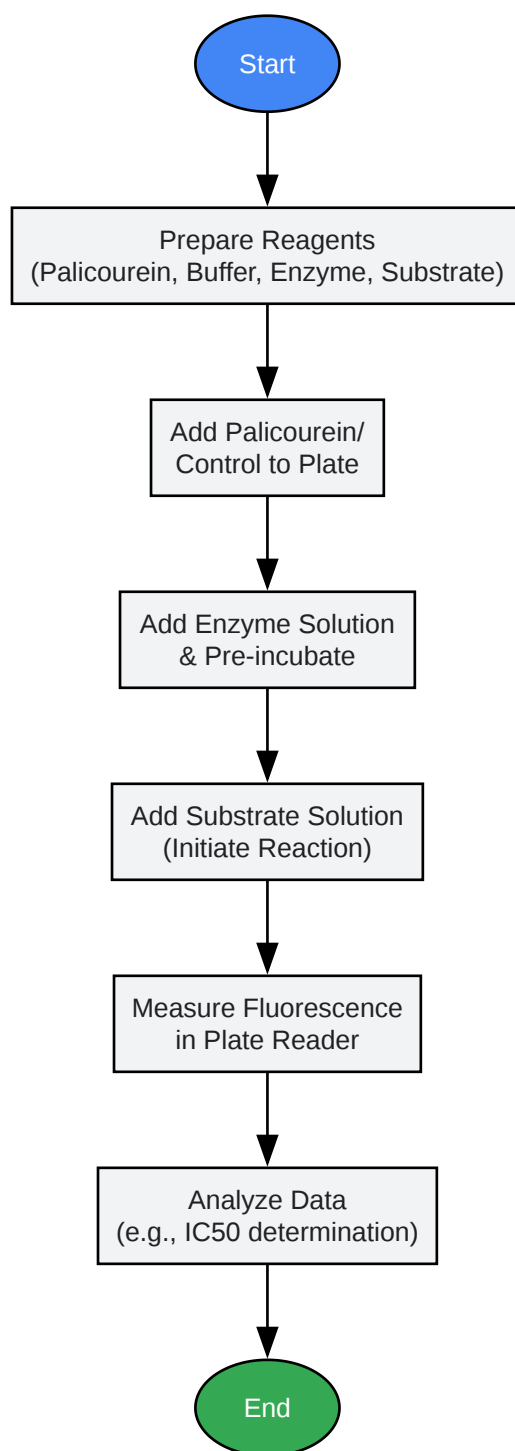 Start
Prepare Reagents
(Palicourein, Buffer, Enzyme, Substrate)
Add Palicourein/
Control to Plate
Add Enzyme Solution
& Pre-incubate
Add Substrate Solution
(Initiate Reaction)
Measure Fluorescence
in Plate Reader
Analyze Data
(e.g., IC50 determination)
End